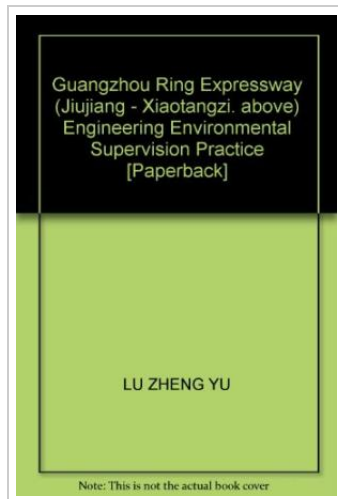 Guangzhou Ring Expressway
(Jiujiang - Xiaotangzi. above)
Engineering Environmental
Supervision Practice
[Paperback]
LU ZHENG YU
Note: This is not the actual book cover